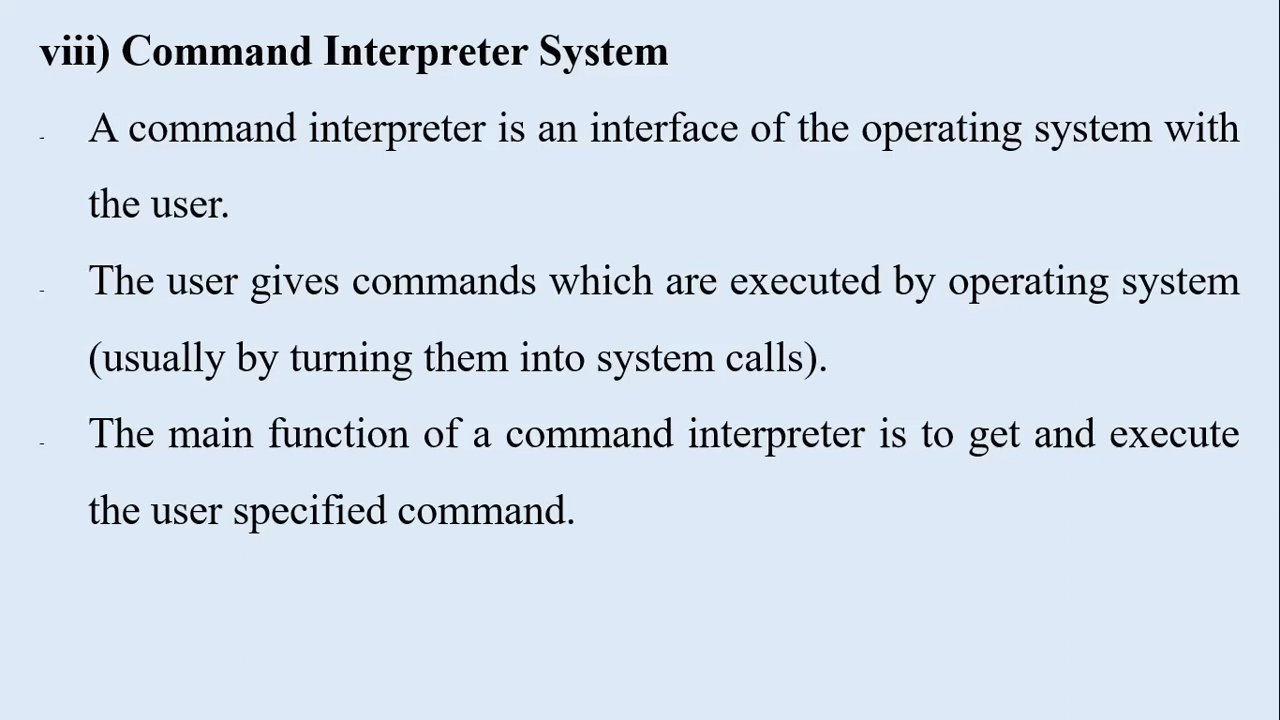 viii) Command Interpreter System
- A command interpreter is an interface of the operating system with
the user.
- The user gives commands which are executed by operating system
(usually by turning them into system calls).
- The main function of a command interpreter is to get and execute
the user specified command.